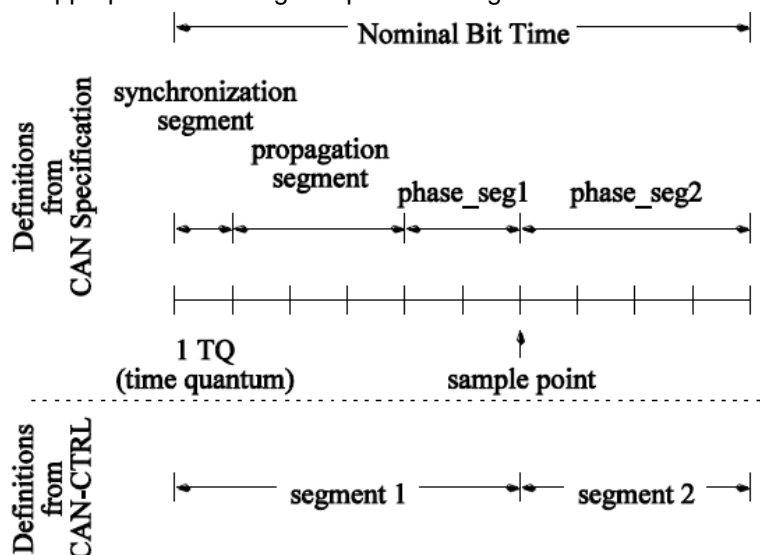 Nominal Bit Time
Definitions
from
CAN Specification
synchronization
segment
propagation
segment
phase_seg1
phase_seg2
1 TQ
(time quantum)
sample point
Definitions
from
CAN-CTRL
segment 1
segment 2